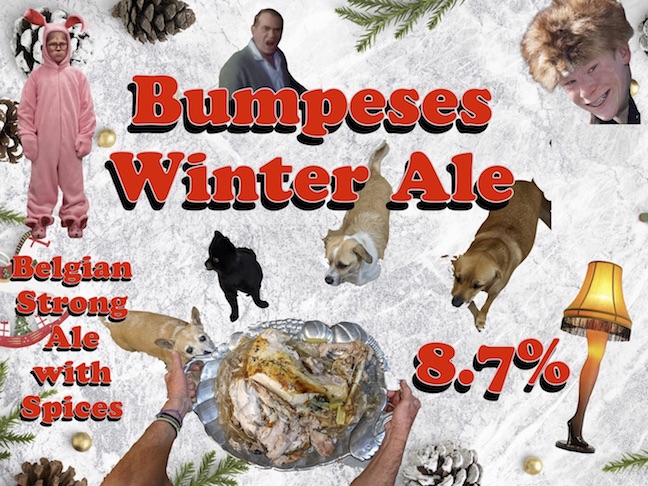 Bumpeses
Winter Ale
Belgian
Strong
Ale
with
Spices
8.7%